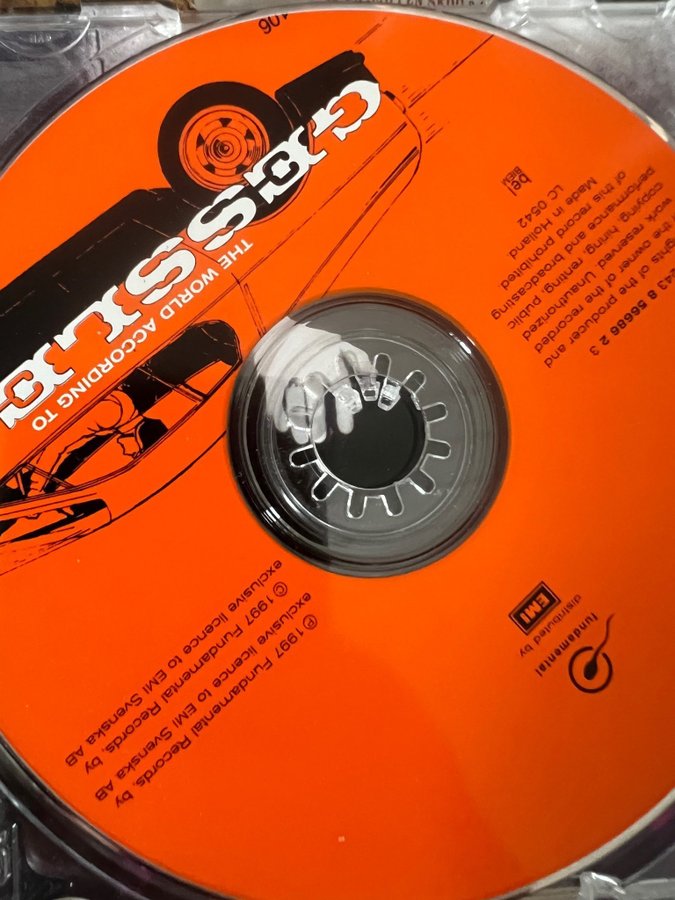 THE WORLD ACCORDING TO
GESSLE
243 8 56686 2 3
of the producer and
the owner of the recorded
work reserved. Unauthorized
copying, hiring, renting, public
performance and broadcasting
of this record prohibited.
Made in Holland
LC 0542
bel
BIEM
fundamental
distributed by
EMI
℗ 1997 Fundamental Records, by
exclusive licence to EMI Svenska AB
© 1997 Fundamental Records, by
exclusive licence to EMI Svenska AB